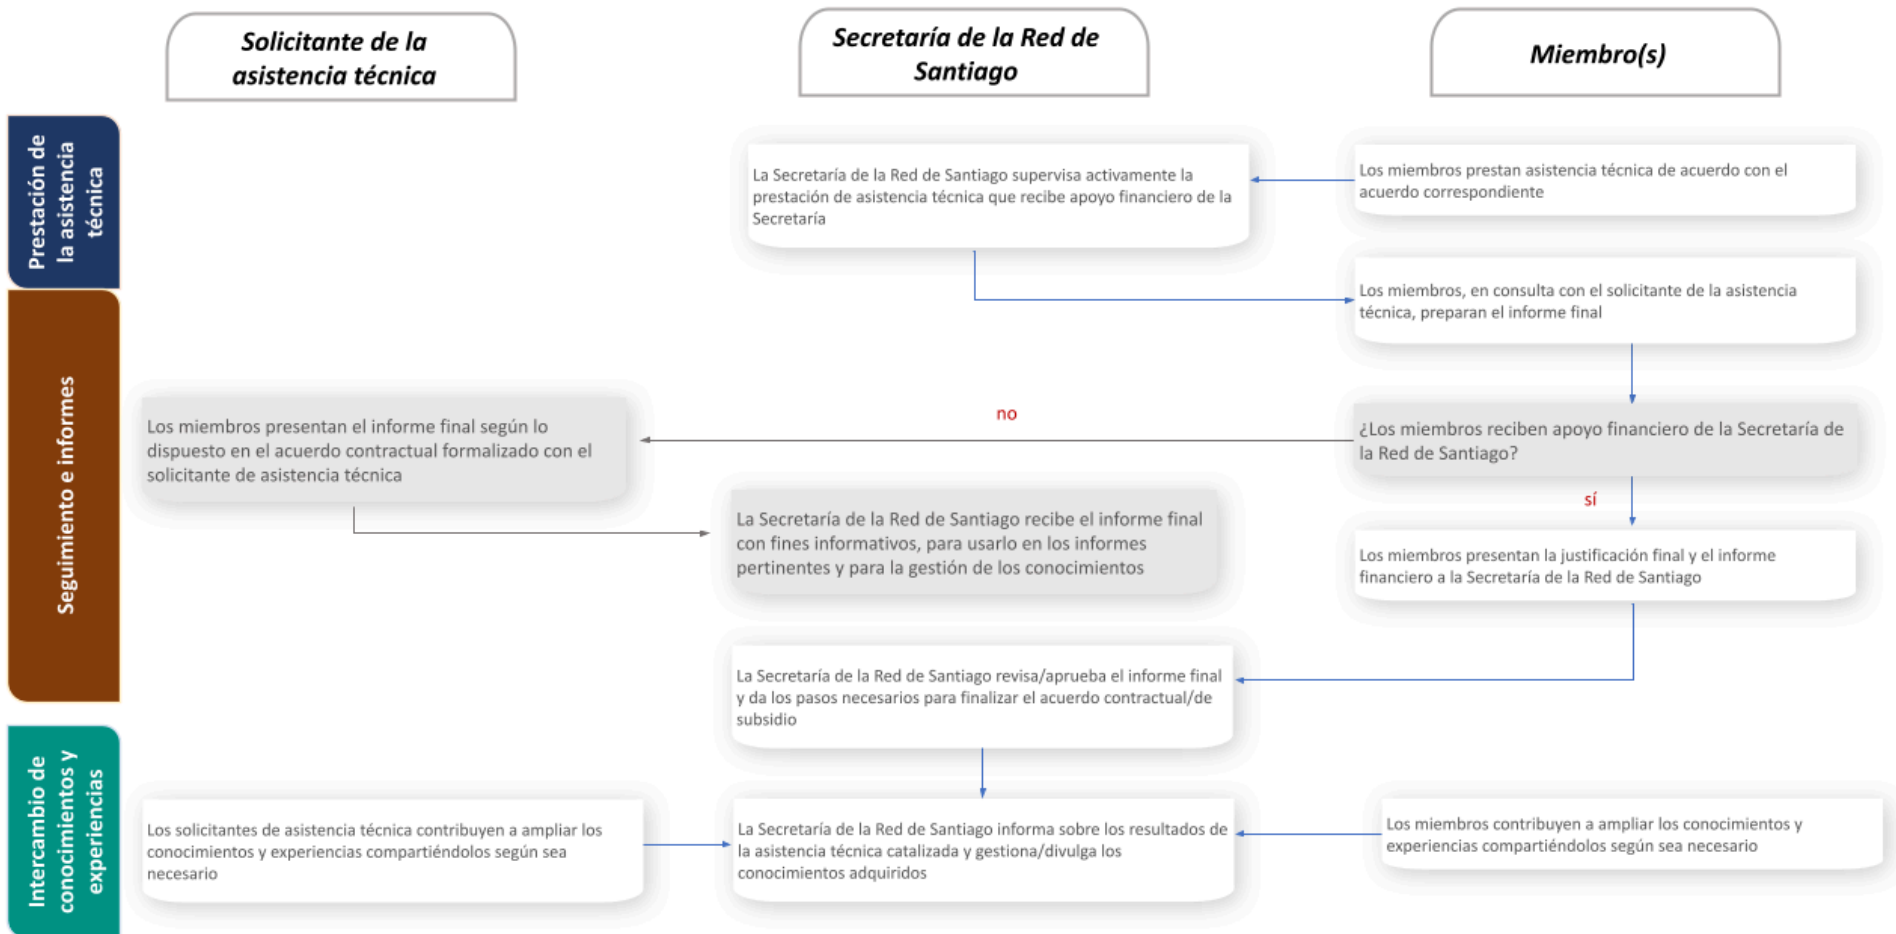 Solicitante de la
asistencia técnica
Secretaría de la Red de
Santiago
Miembro(s)
Prestación de
la asistencia
técnica
La Secretaría de la Red de Santiago supervisa activamente la
prestación de asistencia técnica que recibe apoyo financiero de la
Secretaría
Los miembros prestan asistencia técnica de acuerdo con el
acuerdo correspondiente
Seguimiento e informes
Los miembros, en consulta con el solicitante de la asistencia
técnica, preparan el informe final
Los miembros presentan el informe final según lo
dispuesto en el acuerdo contractual formalizado con el
solicitante de asistencia técnica
no
¿Los miembros reciben apoyo financiero de la Secretaría de
la Red de Santiago?
sí
La Secretaría de la Red de Santiago recibe el informe final
con fines informativos, para usarlo en los informes
pertinentes y para la gestión de los conocimientos
Los miembros presentan la justificación final y el informe
financiero a la Secretaría de la Red de Santiago
La Secretaría de la Red de Santiago revisa/aprueba el informe final
y da los pasos necesarios para finalizar el acuerdo contractual/de
subsidio
Intercambio de
conocimientos y
experiencias
Los solicitantes de asistencia técnica contribuyen a ampliar los
conocimientos y experiencias compartiéndolos según sea
necesario
La Secretaría de la Red de Santiago informa sobre los resultados de
la asistencia técnica catalizada y gestiona/divulga los
conocimientos adquiridos
Los miembros contribuyen a ampliar los conocimientos y
experiencias compartiéndolos según sea necesario